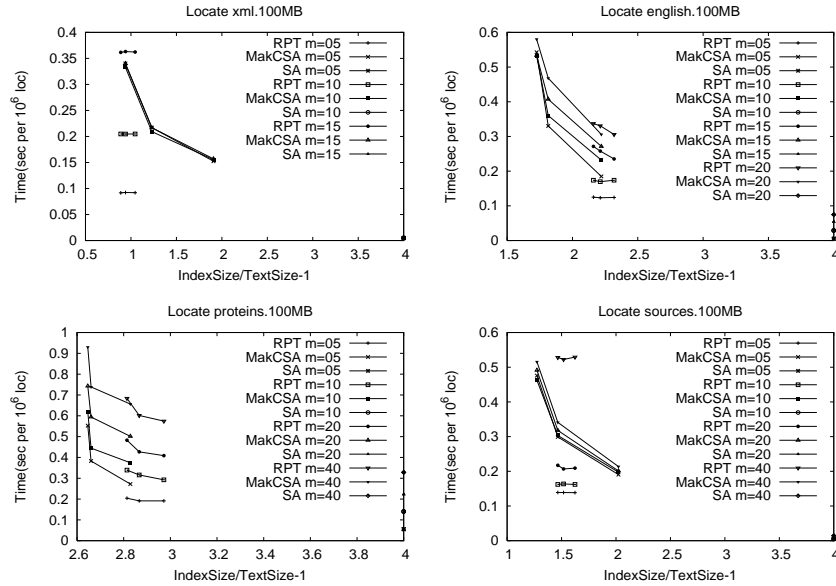 Locate xml.100MB
Time(sec per 10^6 loc)
0.4
0.35
0.3
0.25
0.2
0.15
0.1
0.05
0
RPT m=05
MakCSA m=05
SA m=05
RPT m=10
MakCSA m=10
SA m=10
RPT m=15
MakCSA m=15
SA m=15
0.5 1 1.5 2 2.5 3 3.5 4
IndexSize/TextSize-1
Locate english.100MB
Time(sec per 10^6 loc)
0.6
0.5
0.4
0.3
0.2
0.1
0
RPT m=05
MakCSA m=05
SA m=05
RPT m=10
MakCSA m=10
SA m=10
RPT m=15
MakCSA m=15
SA m=15
RPT m=20
MakCSA m=20
SA m=20
1.5 2 2.5 3 3.5 4
IndexSize/TextSize-1
Locate proteins.100MB
Time(sec per 10^6 loc)
1
0.9
0.8
0.7
0.6
0.5
0.4
0.3
0.2
0.1
0
RPT m=05
MakCSA m=05
SA m=05
RPT m=10
MakCSA m=10
SA m=10
RPT m=20
MakCSA m=20
SA m=20
RPT m=40
MakCSA m=40
SA m=40
2.6 2.8 3 3.2 3.4 3.6 3.8 4
IndexSize/TextSize-1
Locate sources.100MB
Time(sec per 10^6 loc)
0.6
0.5
0.4
0.3
0.2
0.1
0
RPT m=05
MakCSA m=05
SA m=05
RPT m=10
MakCSA m=10
SA m=10
RPT m=20
MakCSA m=20
SA m=20
RPT m=40
MakCSA m=40
SA m=40
1 1.5 2 2.5 3 3.5 4
IndexSize/TextSize-1